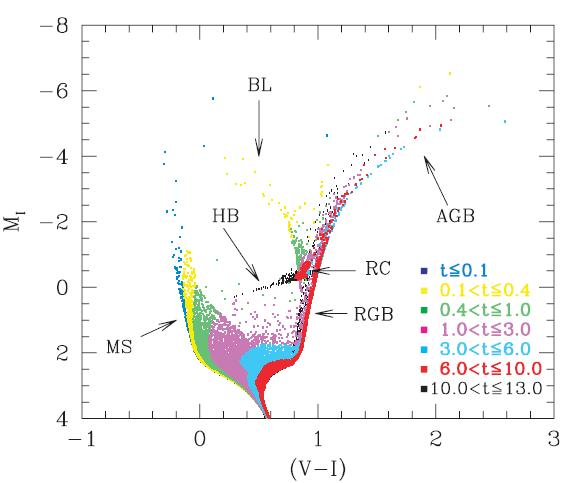 −8
−6
−4
−2
0
2
4
M_I
BL
HB
AGB
RC
RGB
MS
t≦0.1
0.1<t≦0.4
0.4<t≦1.0
1.0<t≦3.0
3.0<t≦6.0
6.0<t≦10.0
10.0<t≦13.0
−1 0 1 2 3
(V−I)